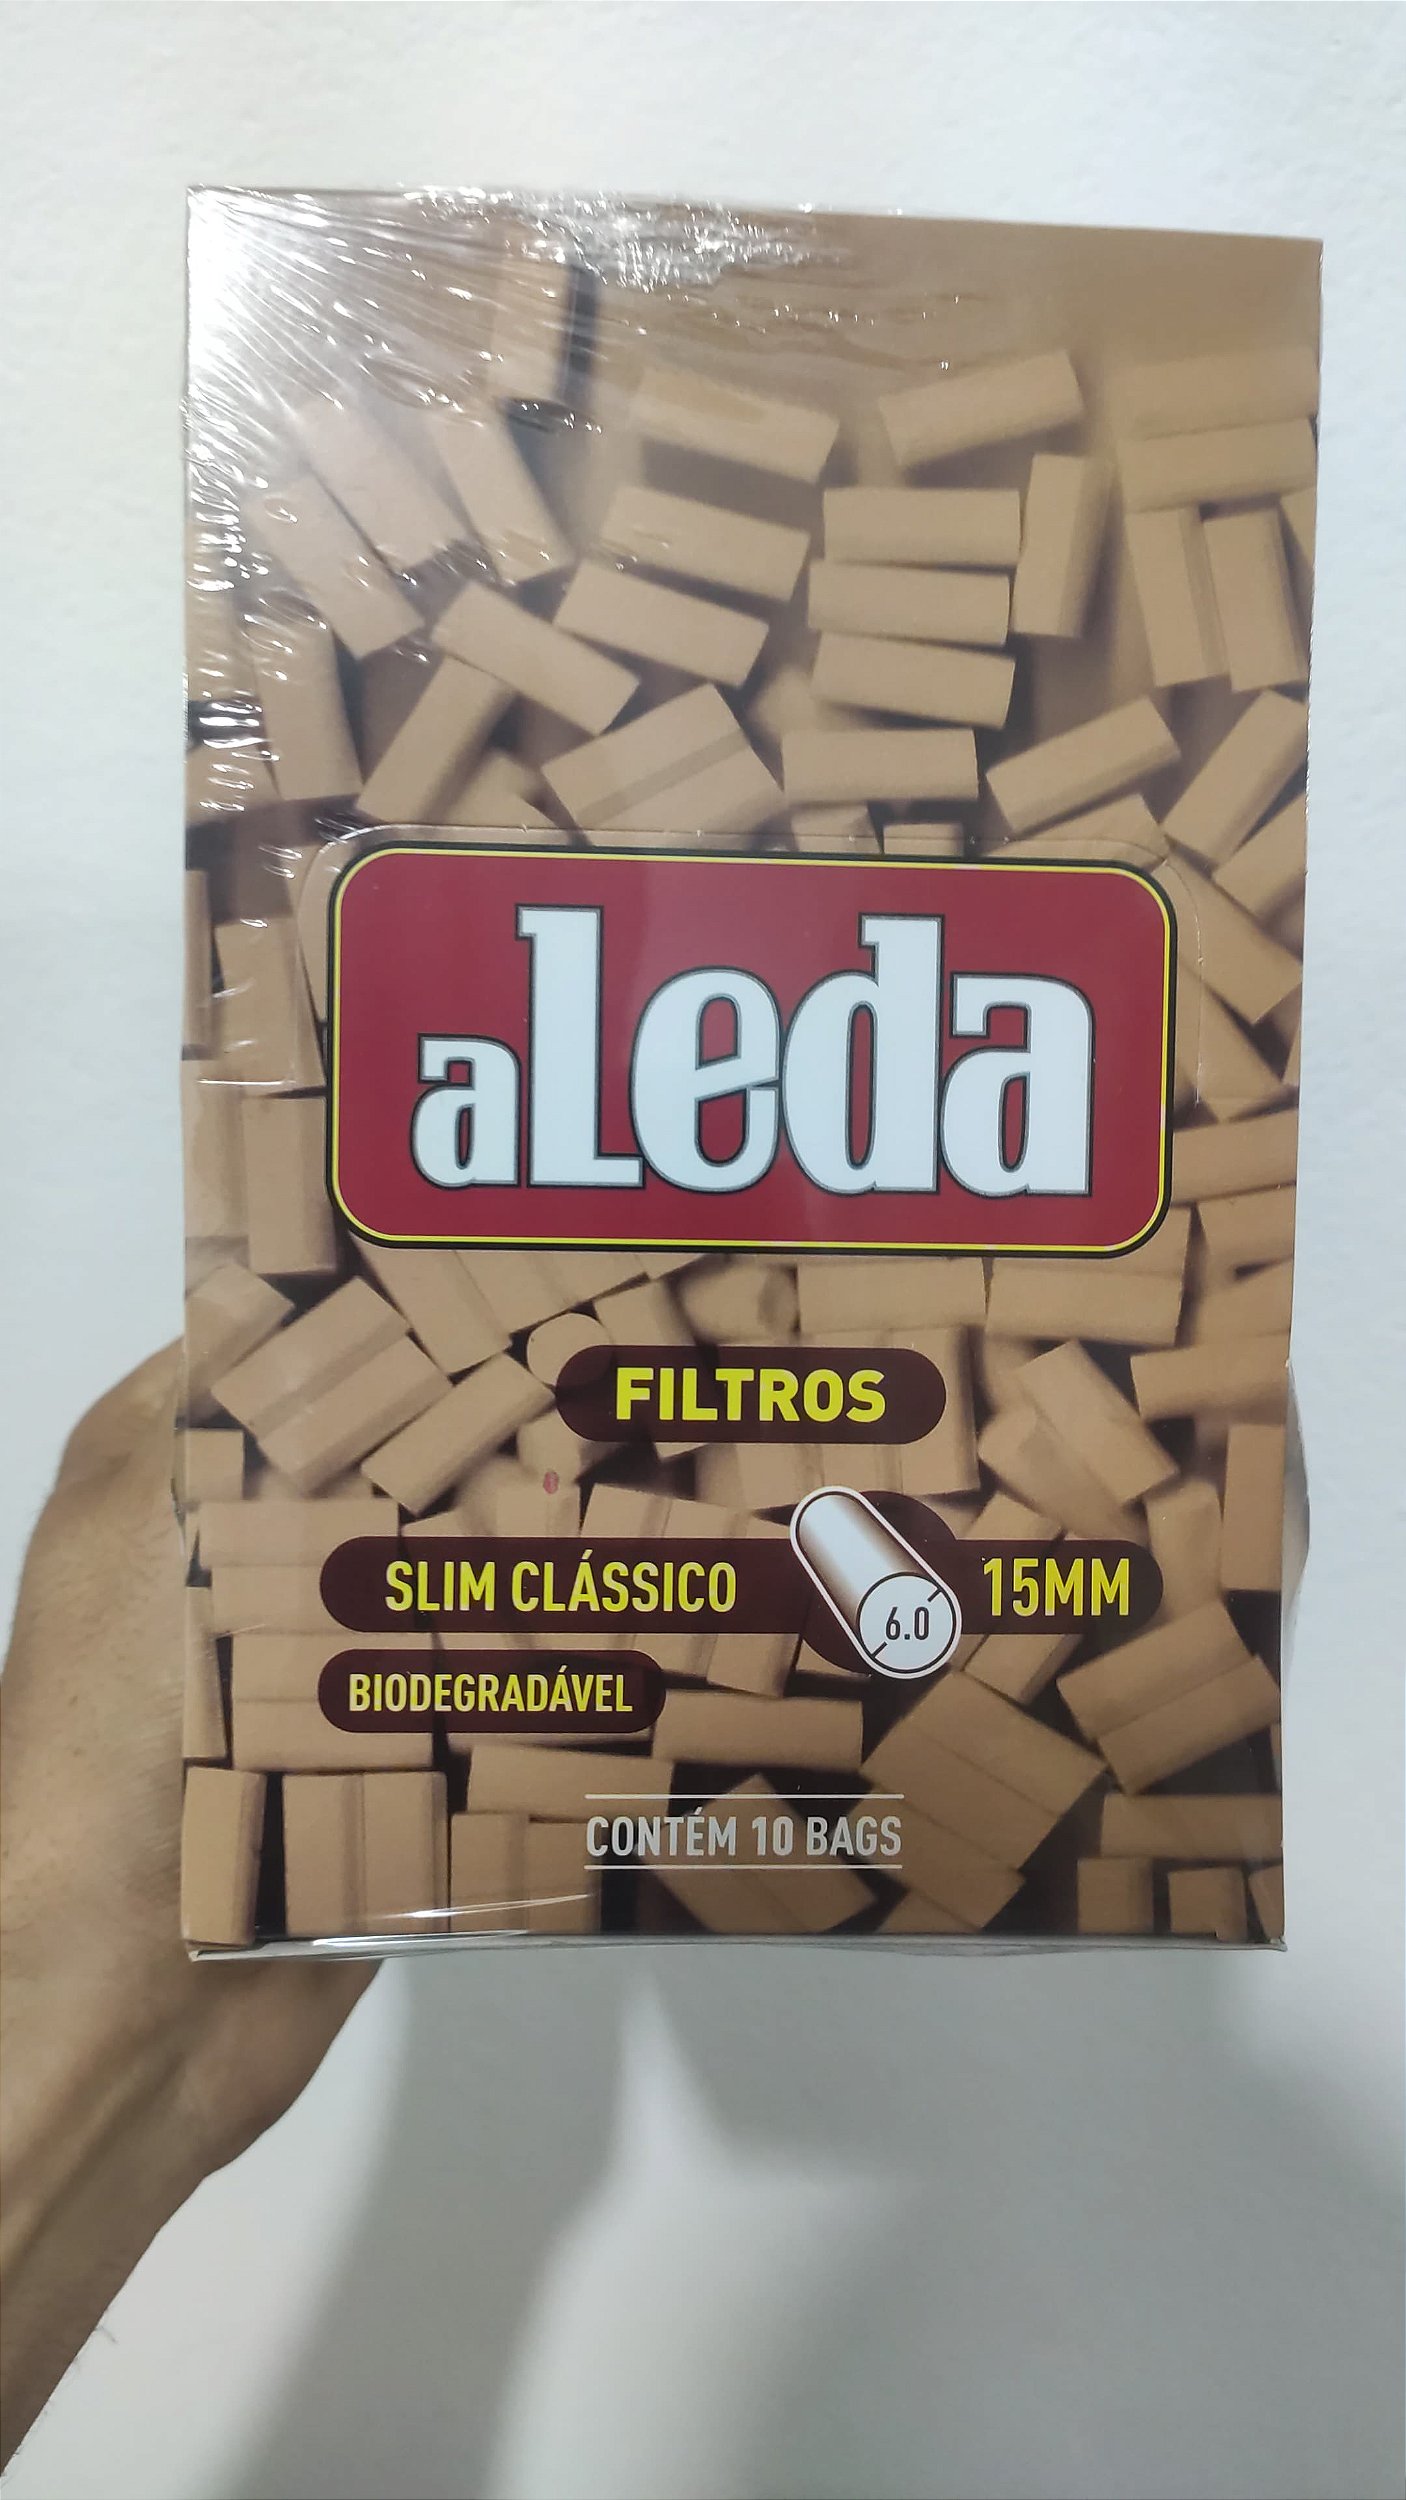 aLeda
FILTROS
SLIM CLÁSSICO 6.0 15MM
BIODEGRADÁVEL
CONTÉM 10 BAGS